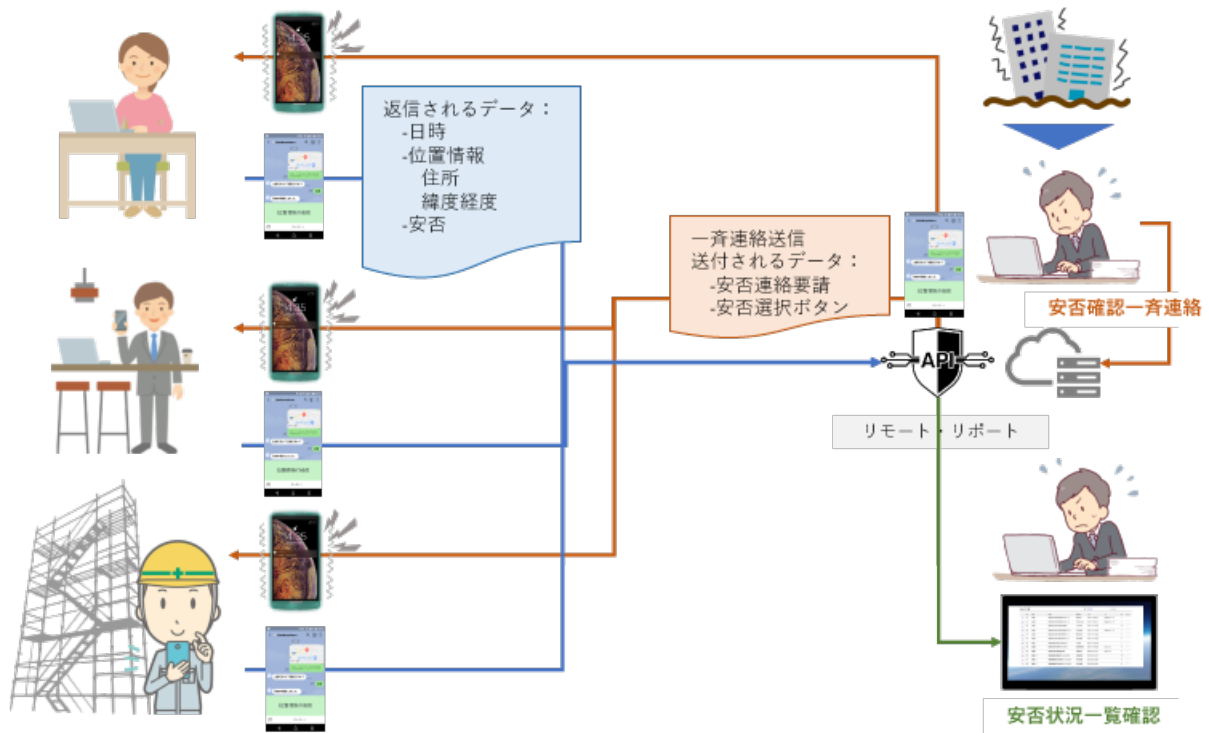 返信されるデータ：
-日時
-位置情報
住所
緯度経度
-安否
一斉連絡送信
送付されるデータ：
-安否連絡要請
-安否選択ボタン
安否確認一斉連絡
API
リモート・リポート
安否状況一覧確認